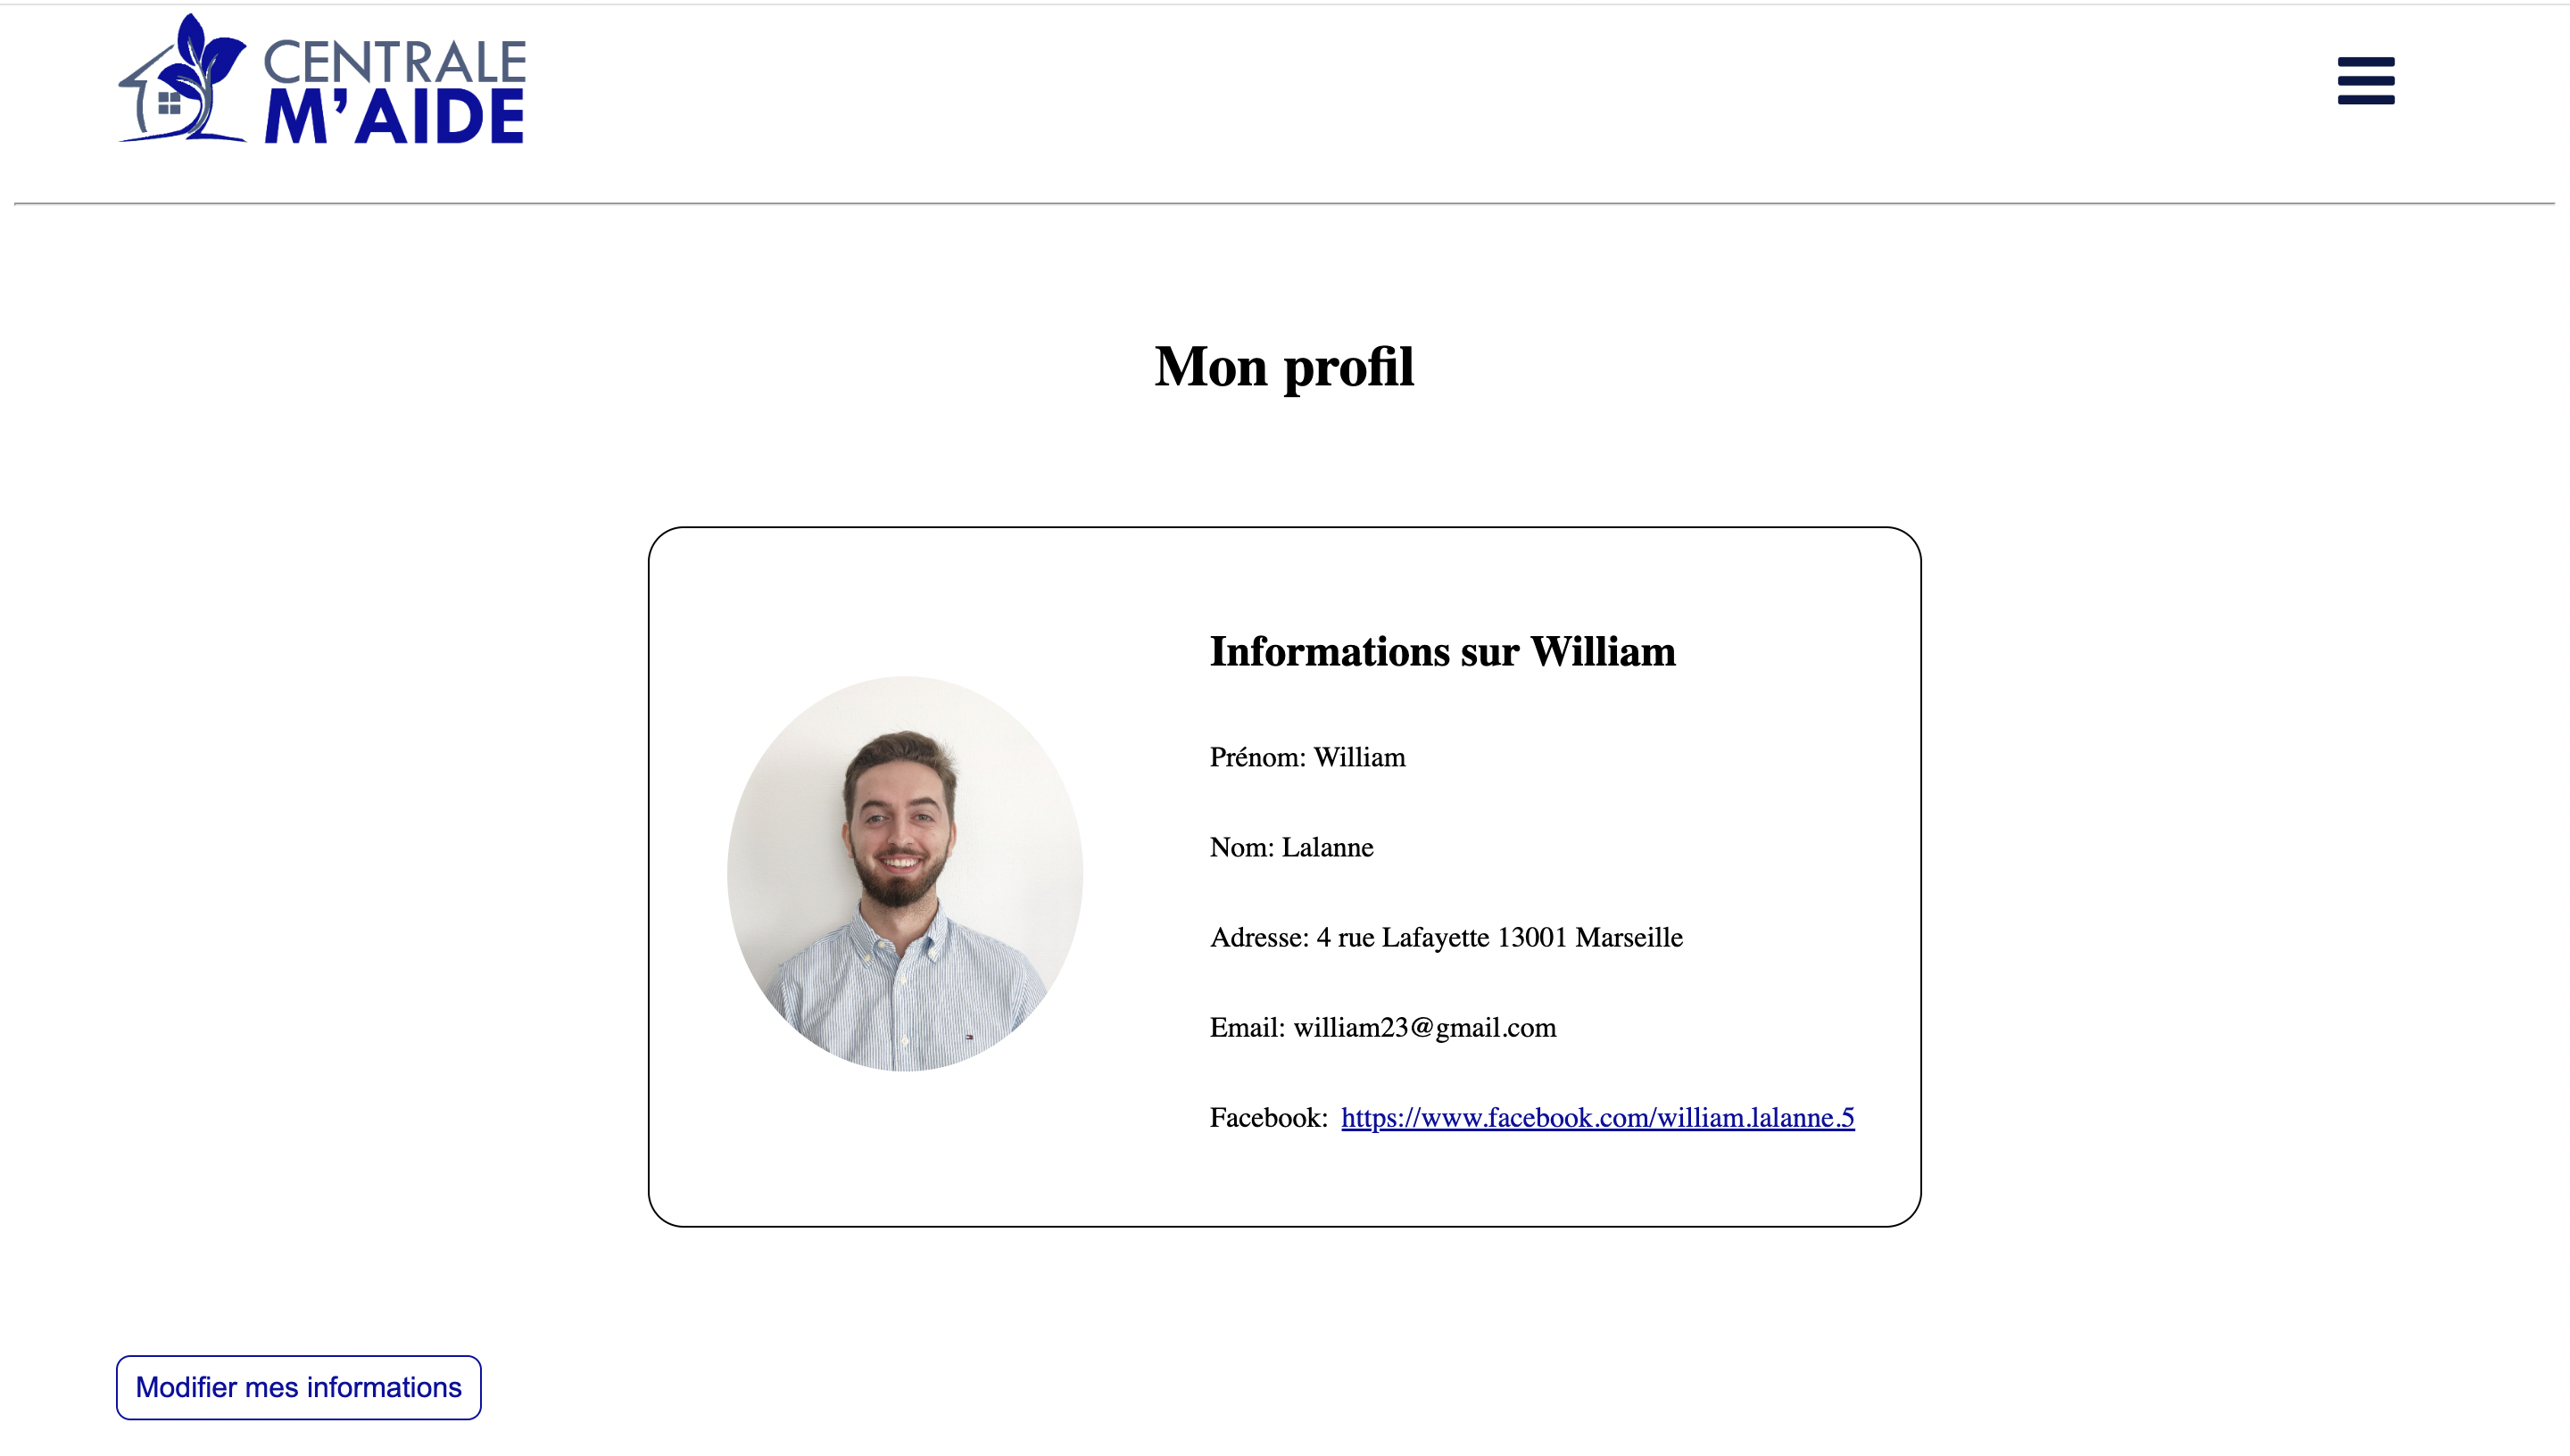 CENTRALE
M'AIDE
Mon profil
Informations sur William
Prénom: William
Nom: Lalanne
Adresse: 4 rue Lafayette 13001 Marseille
Email: william23@gmail.com
Facebook: https://www.facebook.com/william.lalanne.5
Modifier mes informations